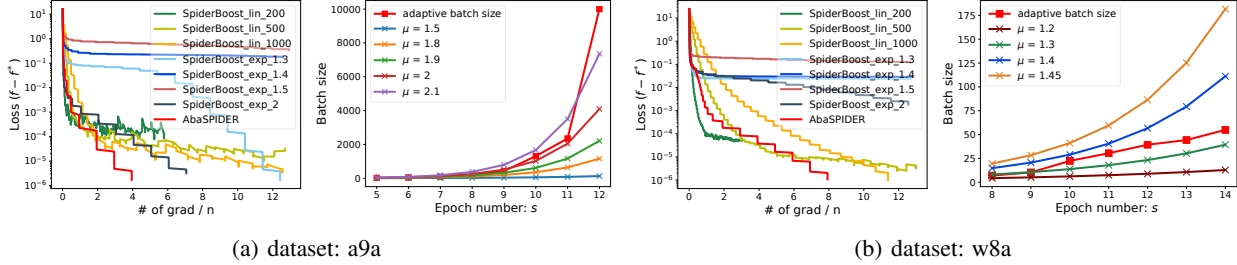 SpiderBoost_lin_200
SpiderBoost_lin_500
SpiderBoost_lin_1000
SpiderBoost_exp_1.3
SpiderBoost_exp_1.4
SpiderBoost_exp_1.5
SpiderBoost_exp_2
AbaSPIDER
Loss (f − f*)
10¹
10⁰
10⁻¹
10⁻²
10⁻³
10⁻⁴
10⁻⁵
10⁻⁶
0 2 4 6 8 10 12
# of grad / n
adaptive batch size
μ = 1.5
μ = 1.8
μ = 1.9
μ = 2
μ = 2.1
Batch size
10000
8000
6000
4000
2000
0
5 6 7 8 9 10 11 12
Epoch number: s
(a) dataset: a9a
SpiderBoost_lin_200
SpiderBoost_lin_500
SpiderBoost_lin_1000
SpiderBoost_exp_1.3
SpiderBoost_exp_1.4
SpiderBoost_exp_1.5
SpiderBoost_exp_2
AbaSPIDER
Loss (f − f*)
10¹
10⁰
10⁻¹
10⁻²
10⁻³
10⁻⁴
10⁻⁵
10⁻⁶
0 2 4 6 8 10 12
# of grad / n
adaptive batch size
μ = 1.2
μ = 1.3
μ = 1.4
μ = 1.45
Batch size
175
150
125
100
75
50
25
0
8 9 10 11 12 13 14
Epoch number: s
(b) dataset: w8a